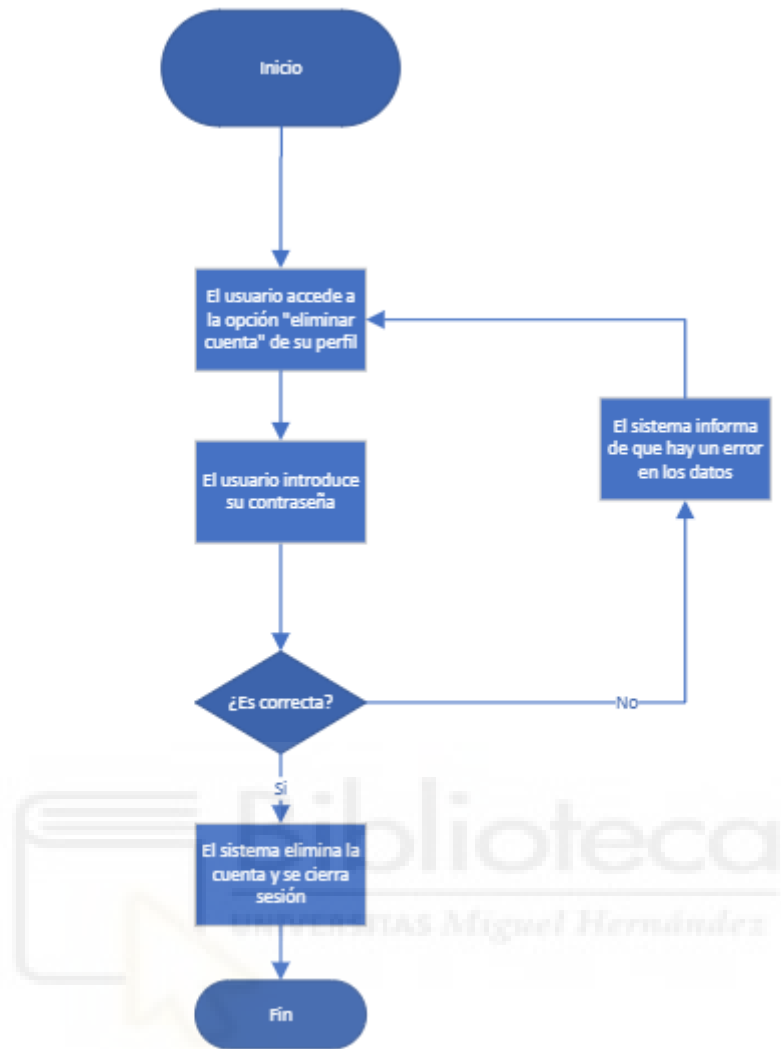 Inicio
El usuario accede a
la opción "eliminar
cuenta" de su perfil
El sistema informa
de que hay un error
en los datos
El usuario introduce
su contraseña
¿Es correcta?
No
Si
El sistema elimina la
cuenta y se cierra
sesión
Biblioteca
UNIVERSITAS Miguel Hernández
Fin